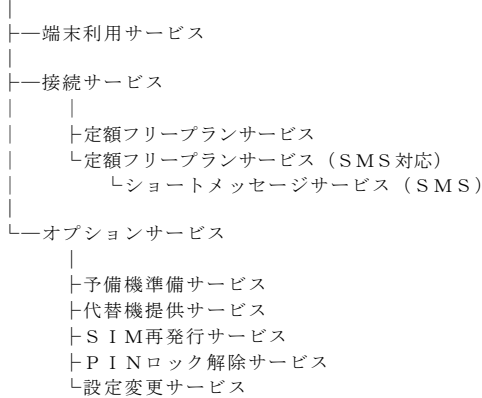 端末利用サービス
接続サービス
定額フリープランサービス
定額フリープランサービス（ＳＭＳ対応）
ショートメッセージサービス（ＳＭＳ）
オプションサービス
予備機準備サービス
代替機提供サービス
ＳＩＭ再発行サービス
ＰＩＮロック解除サービス
設定変更サービス